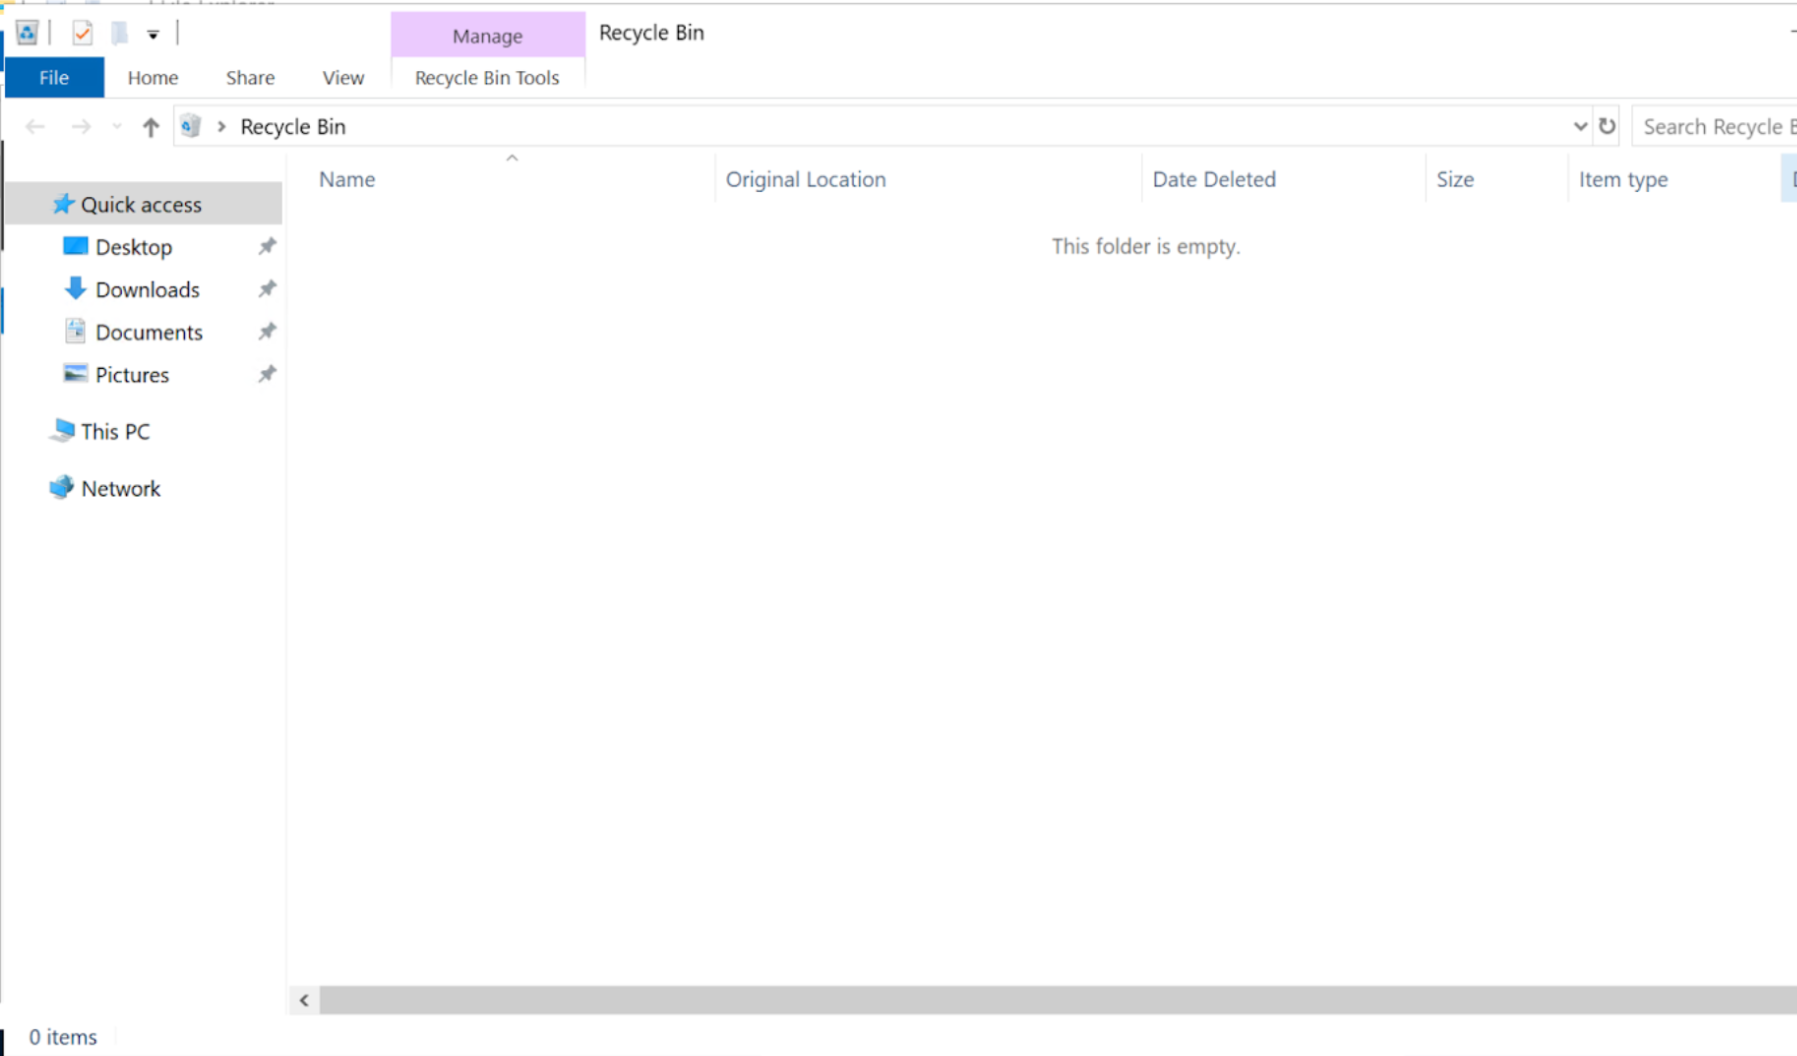 Manage
Recycle Bin
File
Home
Share
View
Recycle Bin Tools
Recycle Bin
Search Recycle
Name
Original Location
Date Deleted
Size
Item type
Quick access
This folder is empty.
Desktop
Downloads
Documents
Pictures
This PC
Network
0 items